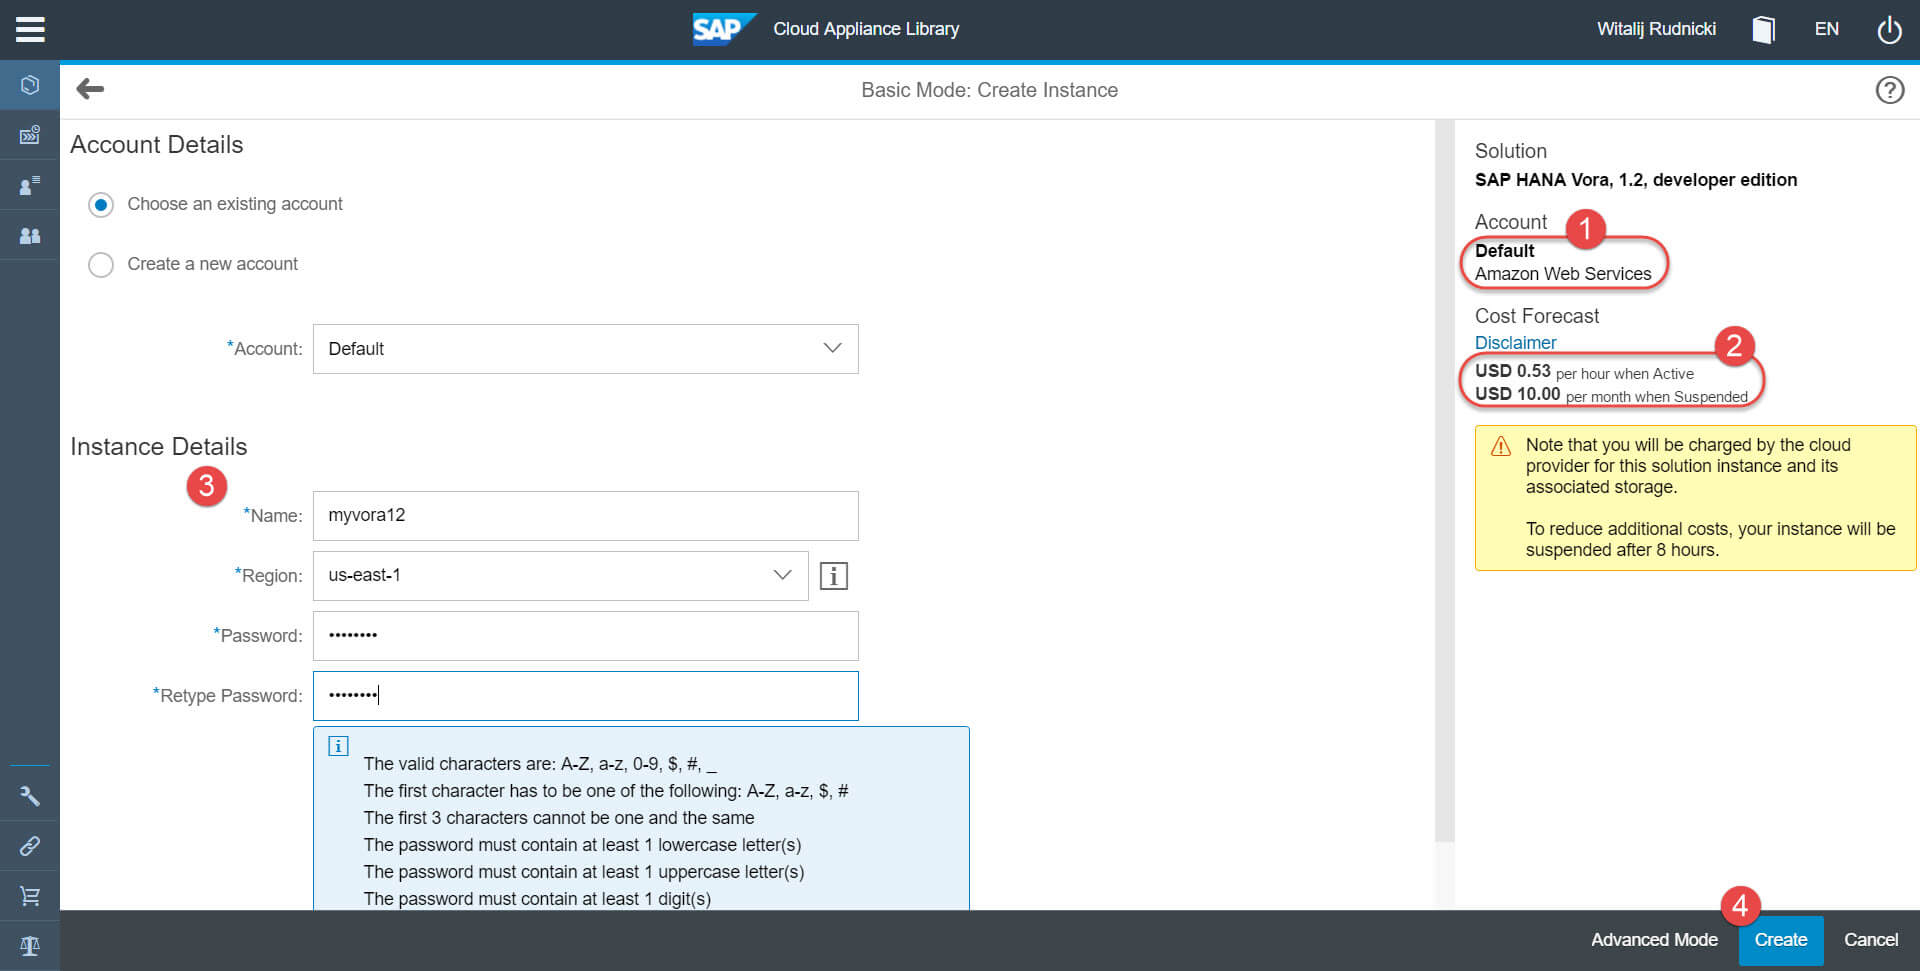 SAP Cloud Appliance Library
Witalij Rudnicki
EN
Basic Mode: Create Instance
?
Account Details
Choose an existing account
Create a new account
*Account: Default
Instance Details
3
*Name: myvora12
*Region: us-east-1
i
*Password: ••••••••
*Retype Password: ••••••••
i
The valid characters are: A-Z, a-z, 0-9, $, #, _
The first character has to be one of the following: A-Z, a-z, $, #
The first 3 characters cannot be one and the same
The password must contain at least 1 lowercase letter(s)
The password must contain at least 1 uppercase letter(s)
The password must contain at least 1 digit(s)
Solution
SAP HANA Vora, 1.2, developer edition
Account
1
Default
Amazon Web Services
Cost Forecast
Disclaimer
2
USD 0.53 per hour when Active
USD 10.00 per month when Suspended
Note that you will be charged by the cloud
provider for this solution instance and its
associated storage.
To reduce additional costs, your instance will be
suspended after 8 hours.
4
Advanced Mode
Create
Cancel